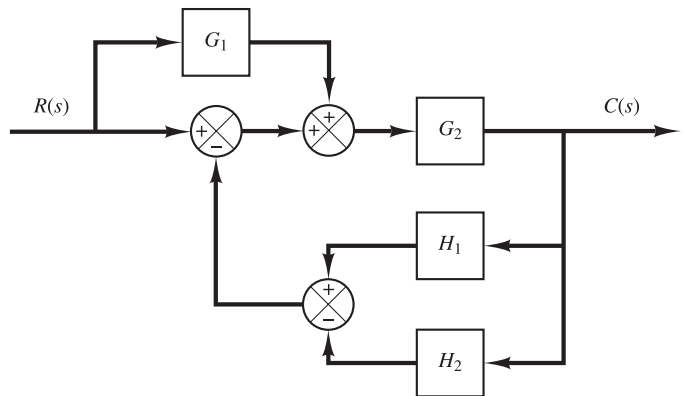 G₁
R(s)
C(s)
+
+
+
−
G₂
H₁
+
−
H₂